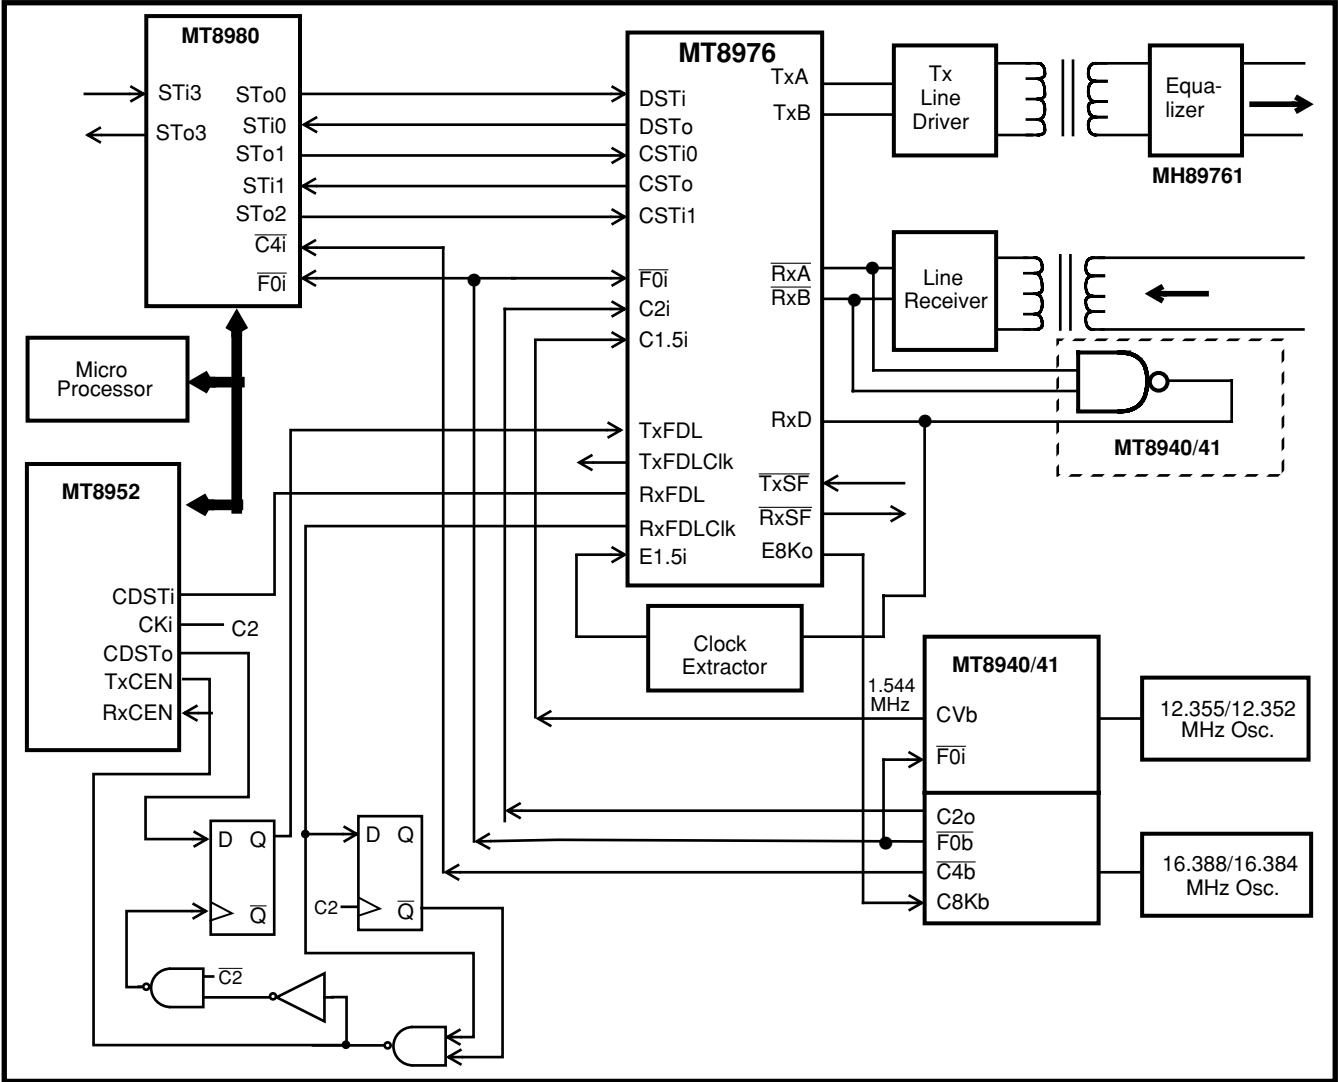 MT8980
STi3
STo3
STo0
STi0
STo1
STi1
STo2
C4i
F0i
MT8976
DSTi
DSTo
CSTi0
CSTo
CSTi1
F0i
C2i
C1.5i
TxFDL
TxFDLClk
RxFDL
RxFDLClk
E1.5i
TxA
TxB
RxA
RxB
RxD
TxSF
RxSF
E8Ko
Tx
Line
Driver
Equa-
lizer
MH89761
Line
Receiver
MT8940/41
Micro
Processor
MT8952
CDSTi
CKi
C2
CDSTo
TxCEN
RxCEN
Clock
Extractor
1.544
MHz
MT8940/41
CVb
F0i
C2o
F0b
C4b
C8Kb
12.355/12.352
MHz Osc.
16.388/16.384
MHz Osc.
D Q
Q
D Q
C2
Q
C2